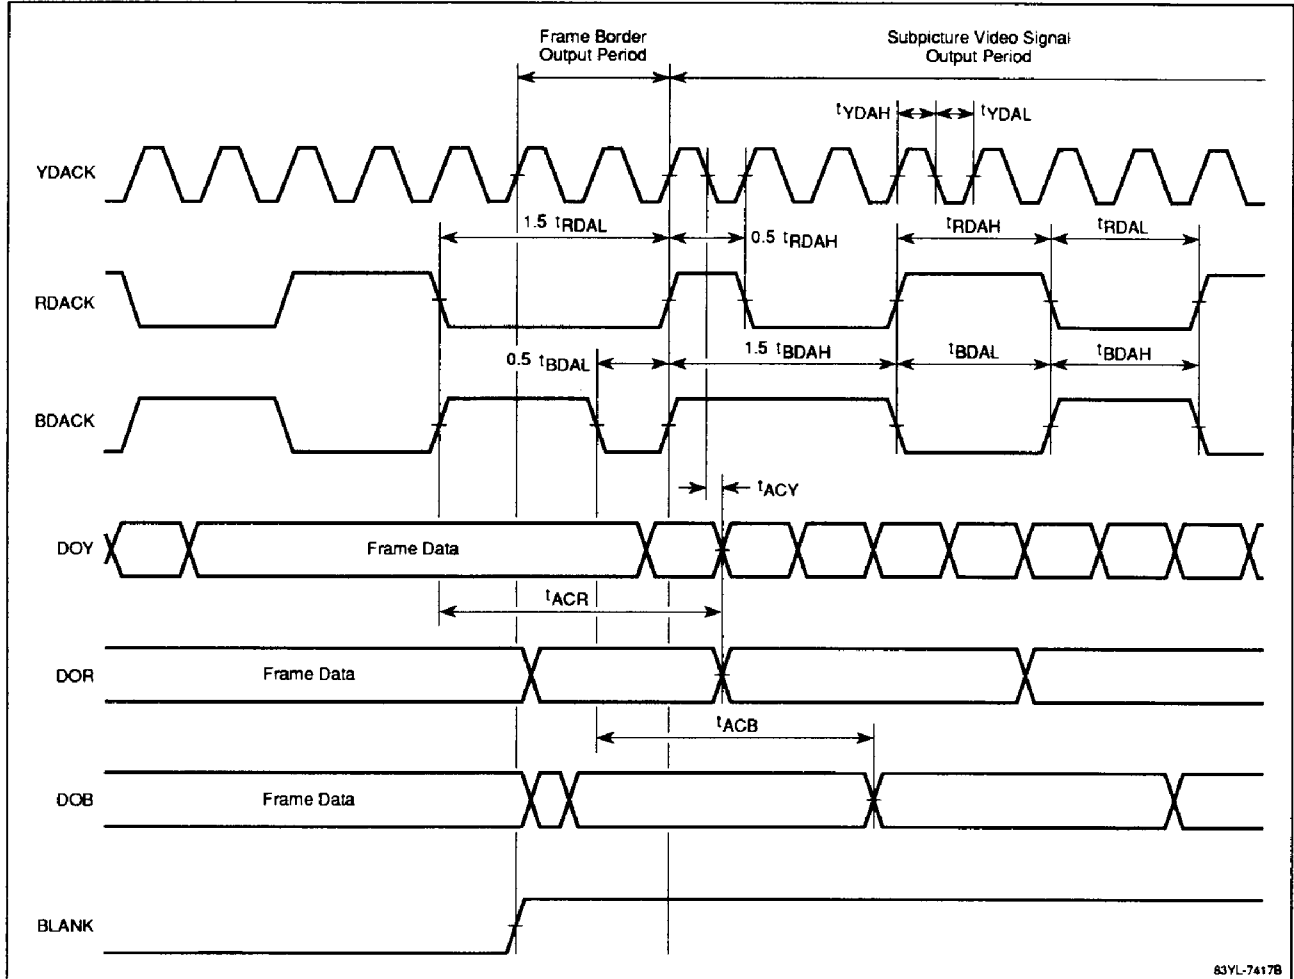 Frame Border
Output Period
Subpicture Video Signal
Output Period
tYDAH
tYDAL
YDACK
1.5 tRDAL
0.5 tRDAH
tRDAH
tRDAL
RDACK
0.5 tBDAL
1.5 tBDAH
tBDAL
tBDAH
BDACK
tACY
DOY
Frame Data
tACR
DOR
Frame Data
tACB
DOB
Frame Data
BLANK
83YL-7417B